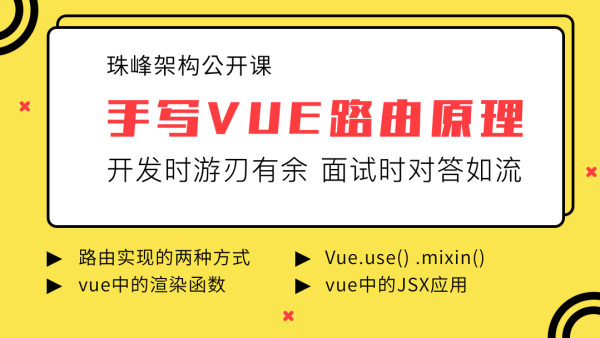 珠峰架构公开课
手写VUE路由原理
开发时游刃有余 面试时对答如流
▶ 路由实现的两种方式
▶ Vue.use() .mixin()
▶ vue中的渲染函数
▶ vue中的JSX应用